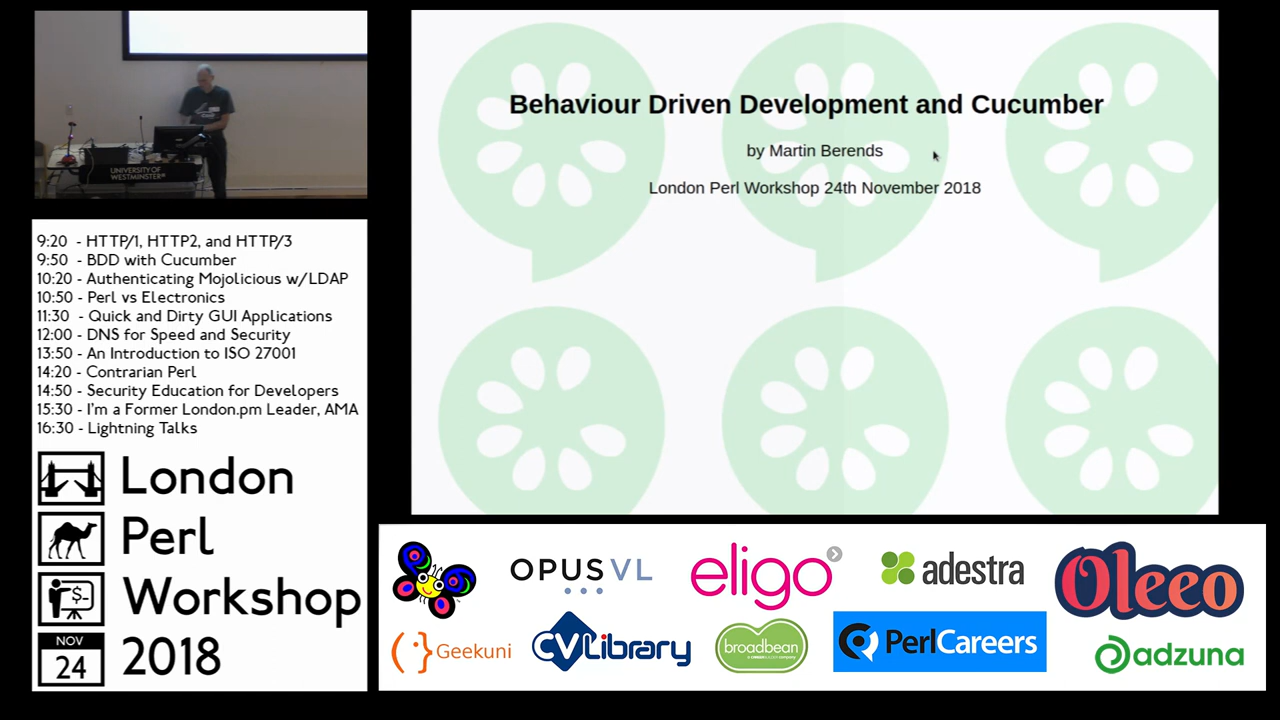 UNIVERSITY OF
WESTMINSTER
Behaviour Driven Development and Cucumber
by Martin Berends
London Perl Workshop 24th November 2018
9:20 - HTTP/1, HTTP2, and HTTP/3
9:50 - BDD with Cucumber
10:20 - Authenticating Mojolicious w/LDAP
10:50 - Perl vs Electronics
11:30 - Quick and Dirty GUI Applications
12:00 - DNS for Speed and Security
13:50 - An Introduction to ISO 27001
14:20 - Contrarian Perl
14:50 - Security Education for Developers
15:30 - I'm a Former London.pm Leader, AMA
16:30 - Lightning Talks
London
Perl
$-
Workshop
NOV
24
2018
OPUS VL
eligo
adestra
Oleeo
{:} Geekuni
CVLibrary
broadbean
PerlCareers
adzuna